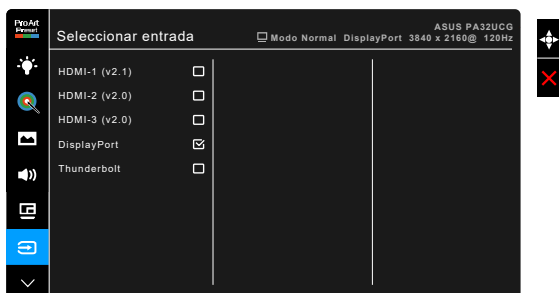 ProArt
Preset
Seleccionar entrada
ASUS PA32UCG
Modo Normal DisplayPort 3840 x 2160@ 120Hz
HDMI-1 (v2.1)
HDMI-2 (v2.0)
HDMI-3 (v2.0)
DisplayPort
Thunderbolt